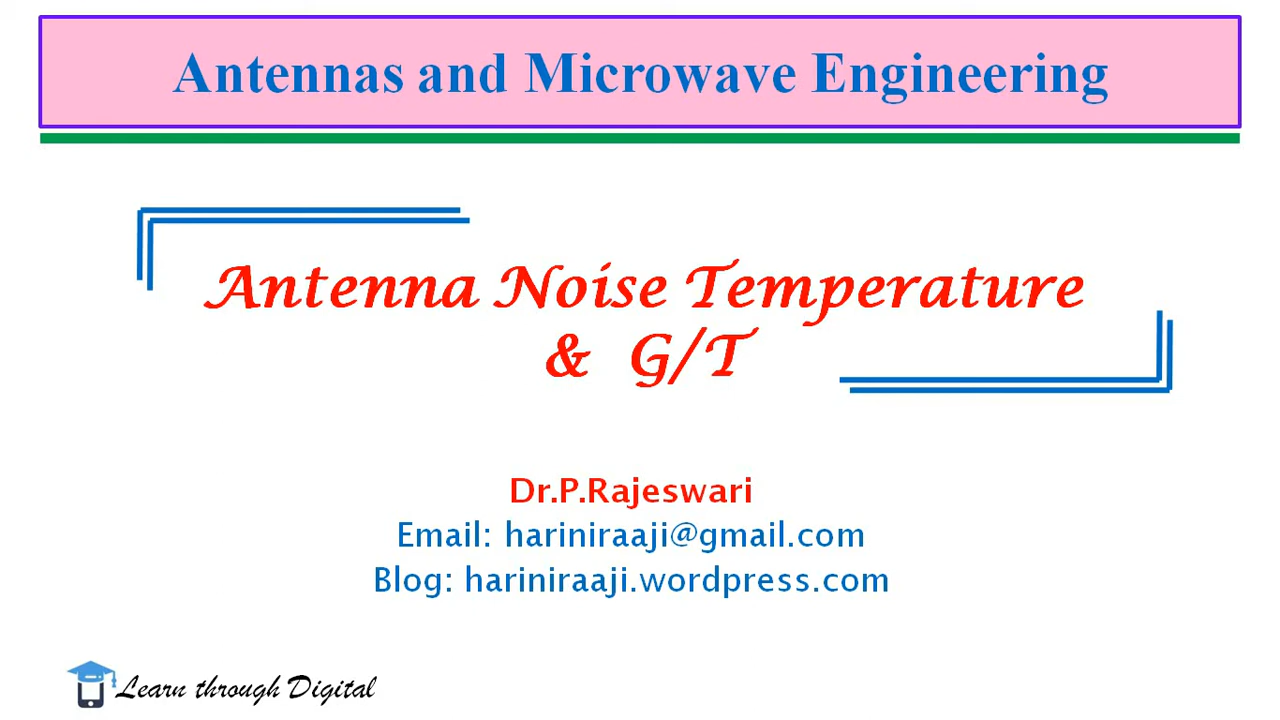 Antennas and Microwave Engineering
Antenna Noise Temperature
& G/T
Dr.P.Rajeswari
Email: hariniraaji@gmail.com
Blog: hariniraaji.wordpress.com
Learn through Digital